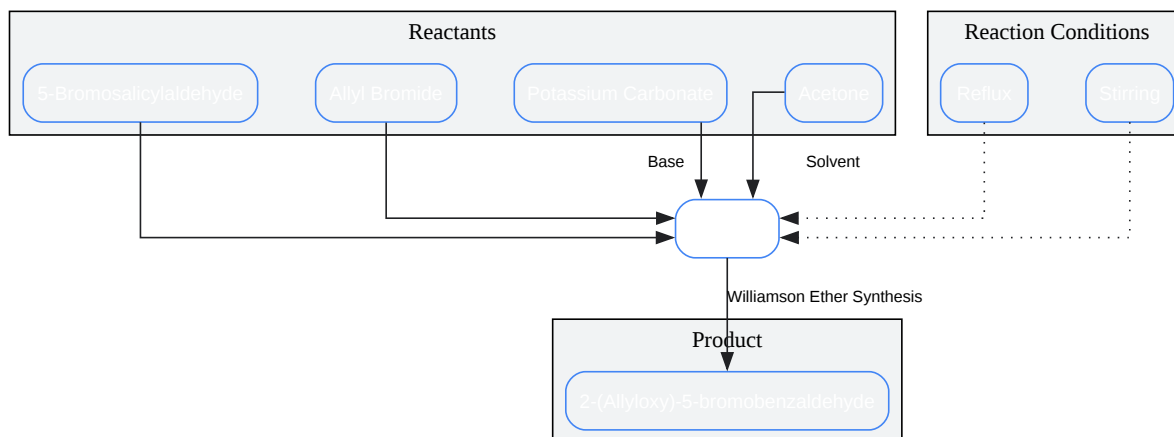 Reactants
Reaction Conditions
5-Bromosalicylaldehyde
Allyl Bromide
Potassium Carbonate
Acetone
Reflux
Stirring
Base
Solvent
Williamson Ether Synthesis
Product
2-(Allyloxy)-5-bromobenzaldehyde